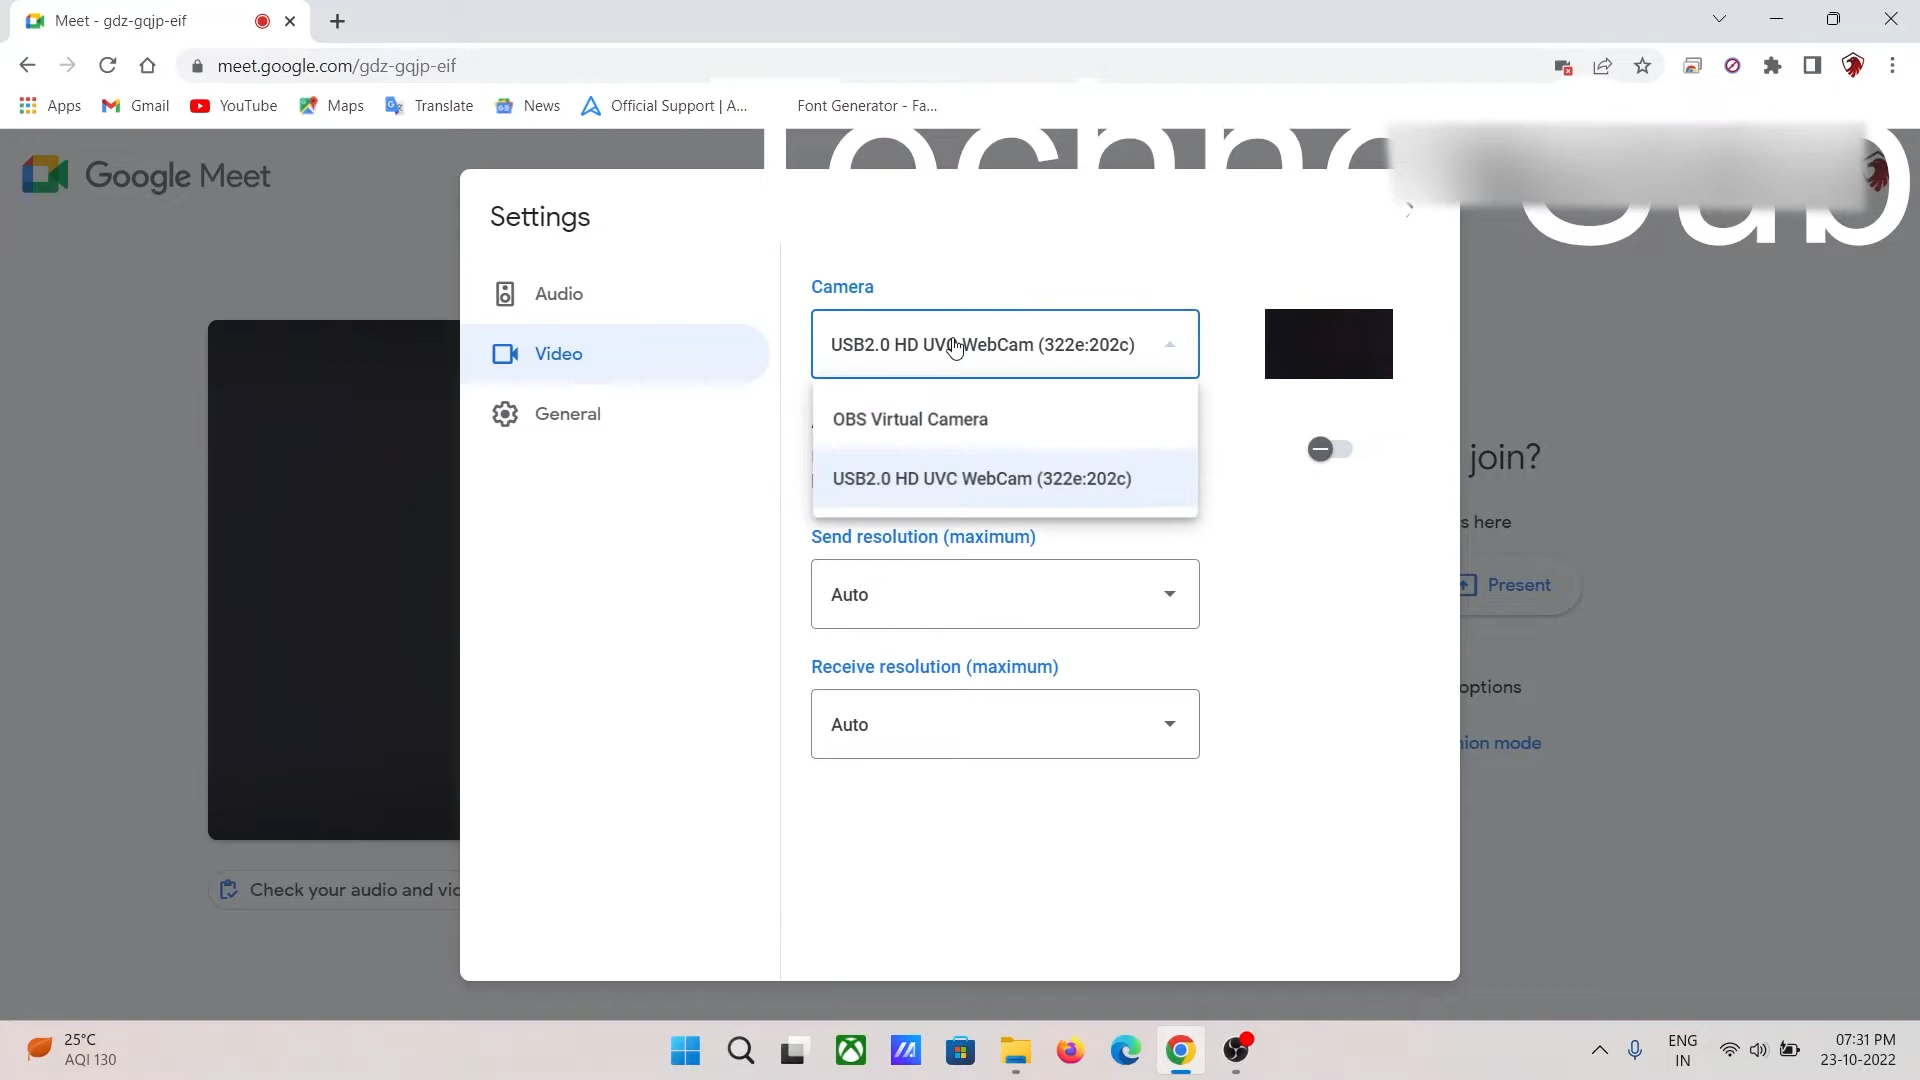 Meet - gdz-gqjp-eif
meet.google.com/gdz-gqjp-eif
Apps
Gmail
YouTube
Maps
Translate
News
Official Support | A...
Font Generator - Fa...
Google Meet
Settings
Audio
Video
General
Camera
USB2.0 HD UVC WebCam (322e:202c)
OBS Virtual Camera
USB2.0 HD UVC WebCam (322e:202c)
Send resolution (maximum)
Auto
Receive resolution (maximum)
Auto
join?
s here
Present
options
nion mode
Check your audio and vid
25°C
AQI 130
ENG
IN
07:31 PM
23-10-2022